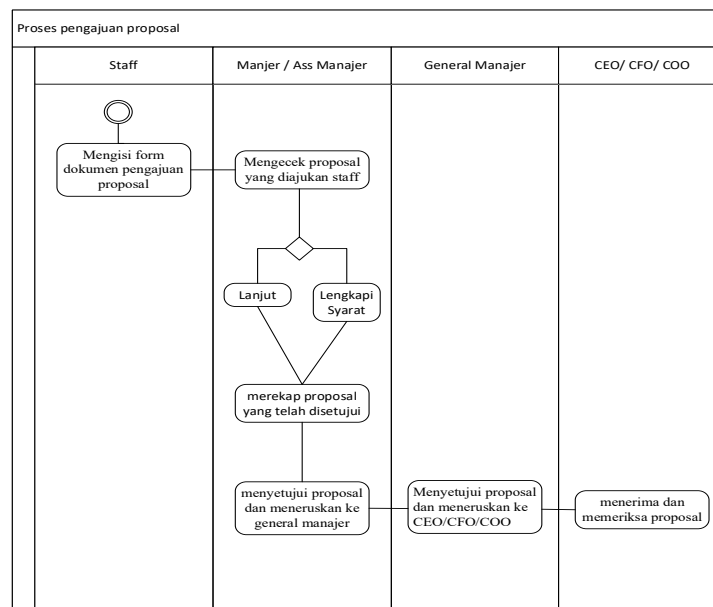 Proses pengajuan proposal
Staff
Manjer / Ass Manajer
General Manajer
CEO/ CFO/ COO
Mengisi form
dokumen pengajuan
proposal
Mengecek proposal
yang diajukan staff
Lanjut
Lengkapi
Syarat
merekap proposal
yang telah disetujui
menyetujui proposal
dan meneruskan ke
general manajer
Menyetujui proposal
dan meneruskan ke
CEO/CFO/COO
menerima dan
memeriksa proposal